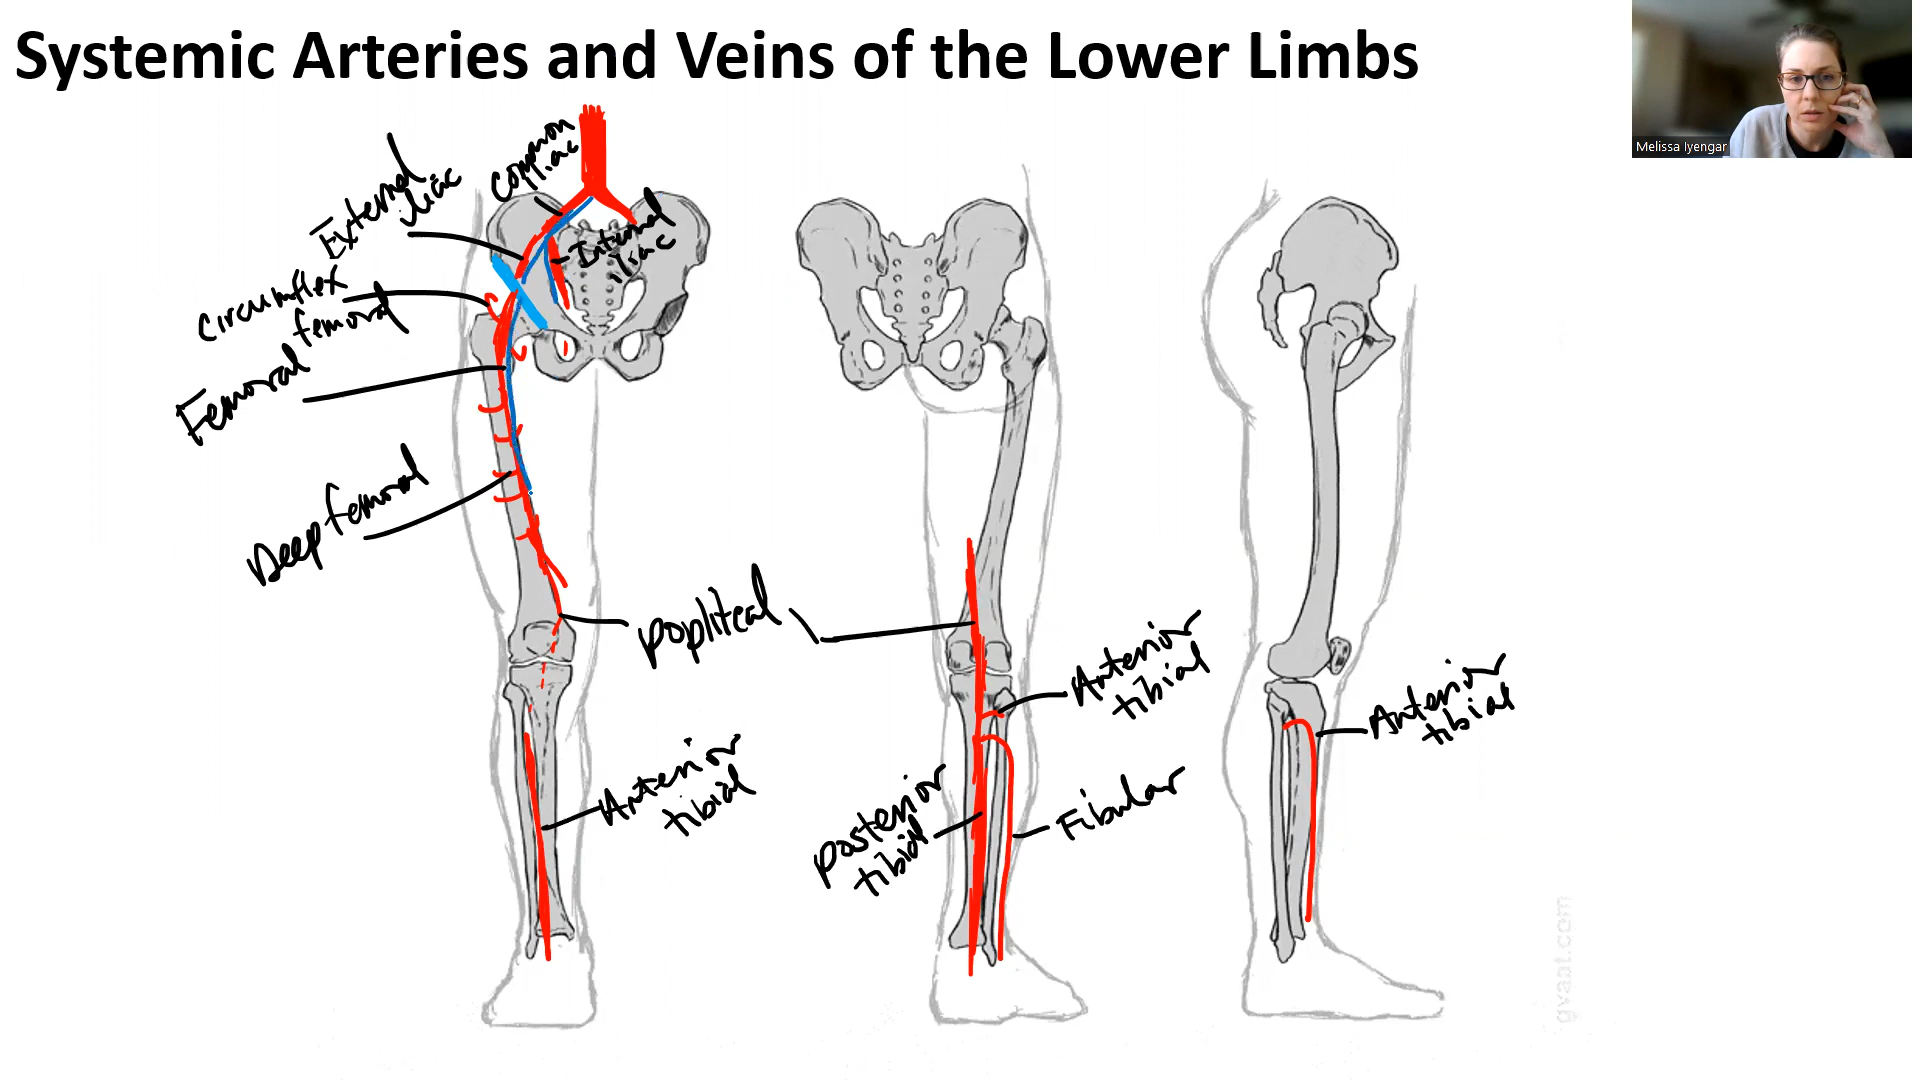 Systemic Arteries and Veins of the Lower Limbs
Melissa Iyengar
Common
iliac
External
iliac
Internal
iliac
Circumflex
femoral
Femoral
Deep femoral
popliteal
Anterior
tibial
Anterior
tibial
Anterior
tibial
posterior
tibial
Fibular
gvaat.com